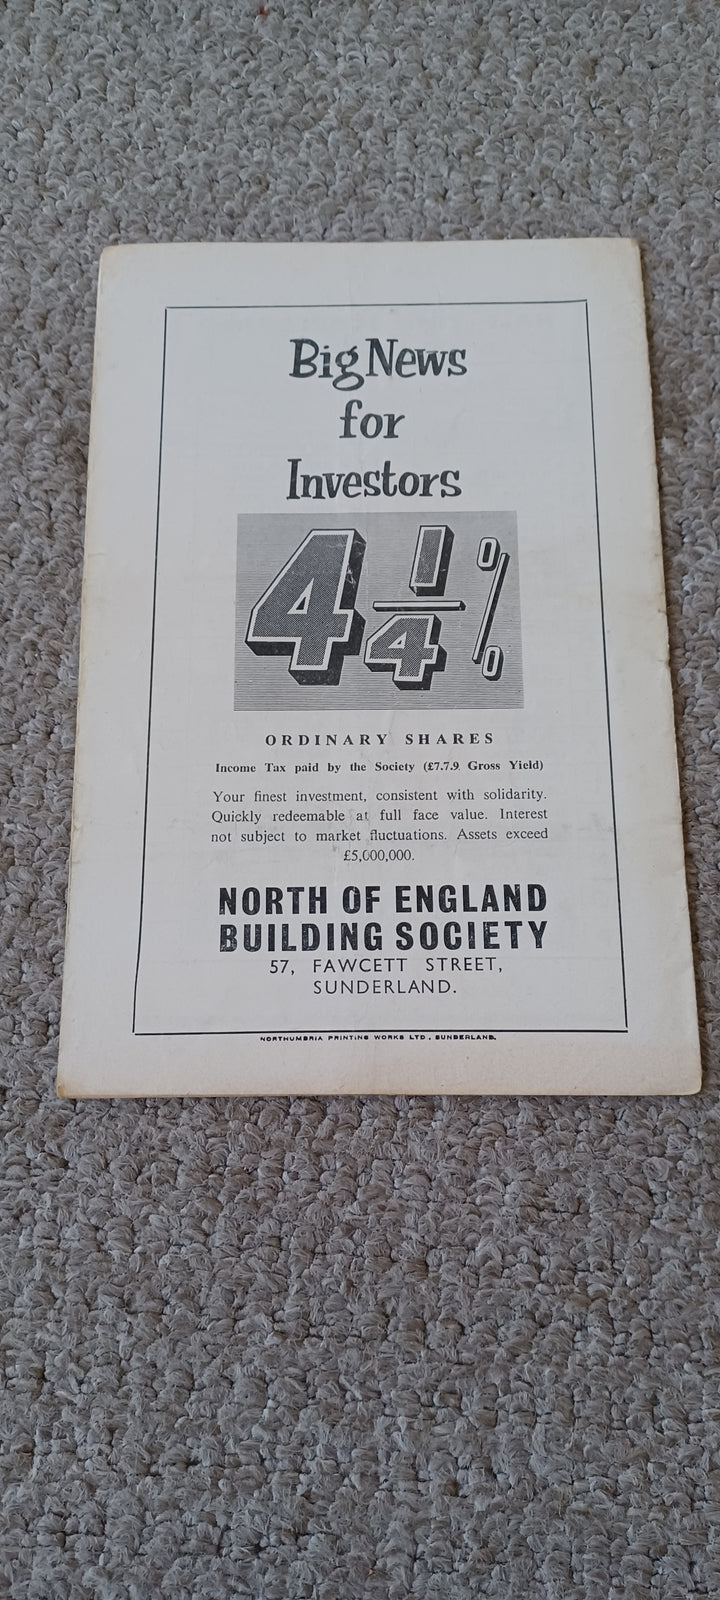 Big News
for
Investors
4 1/4 %
ORDINARY SHARES
Income Tax paid by the Society (£7.7.9. Gross Yield)
Your finest investment, consistent with solidarity.
Quickly redeemable at full face value. Interest
not subject to market fluctuations. Assets exceed
£5,000,000.
NORTH OF ENGLAND
BUILDING SOCIETY
57, FAWCETT STREET,
SUNDERLAND.
NORTHUMBRIA PRINTING WORKS LTD., SUNDERLAND.